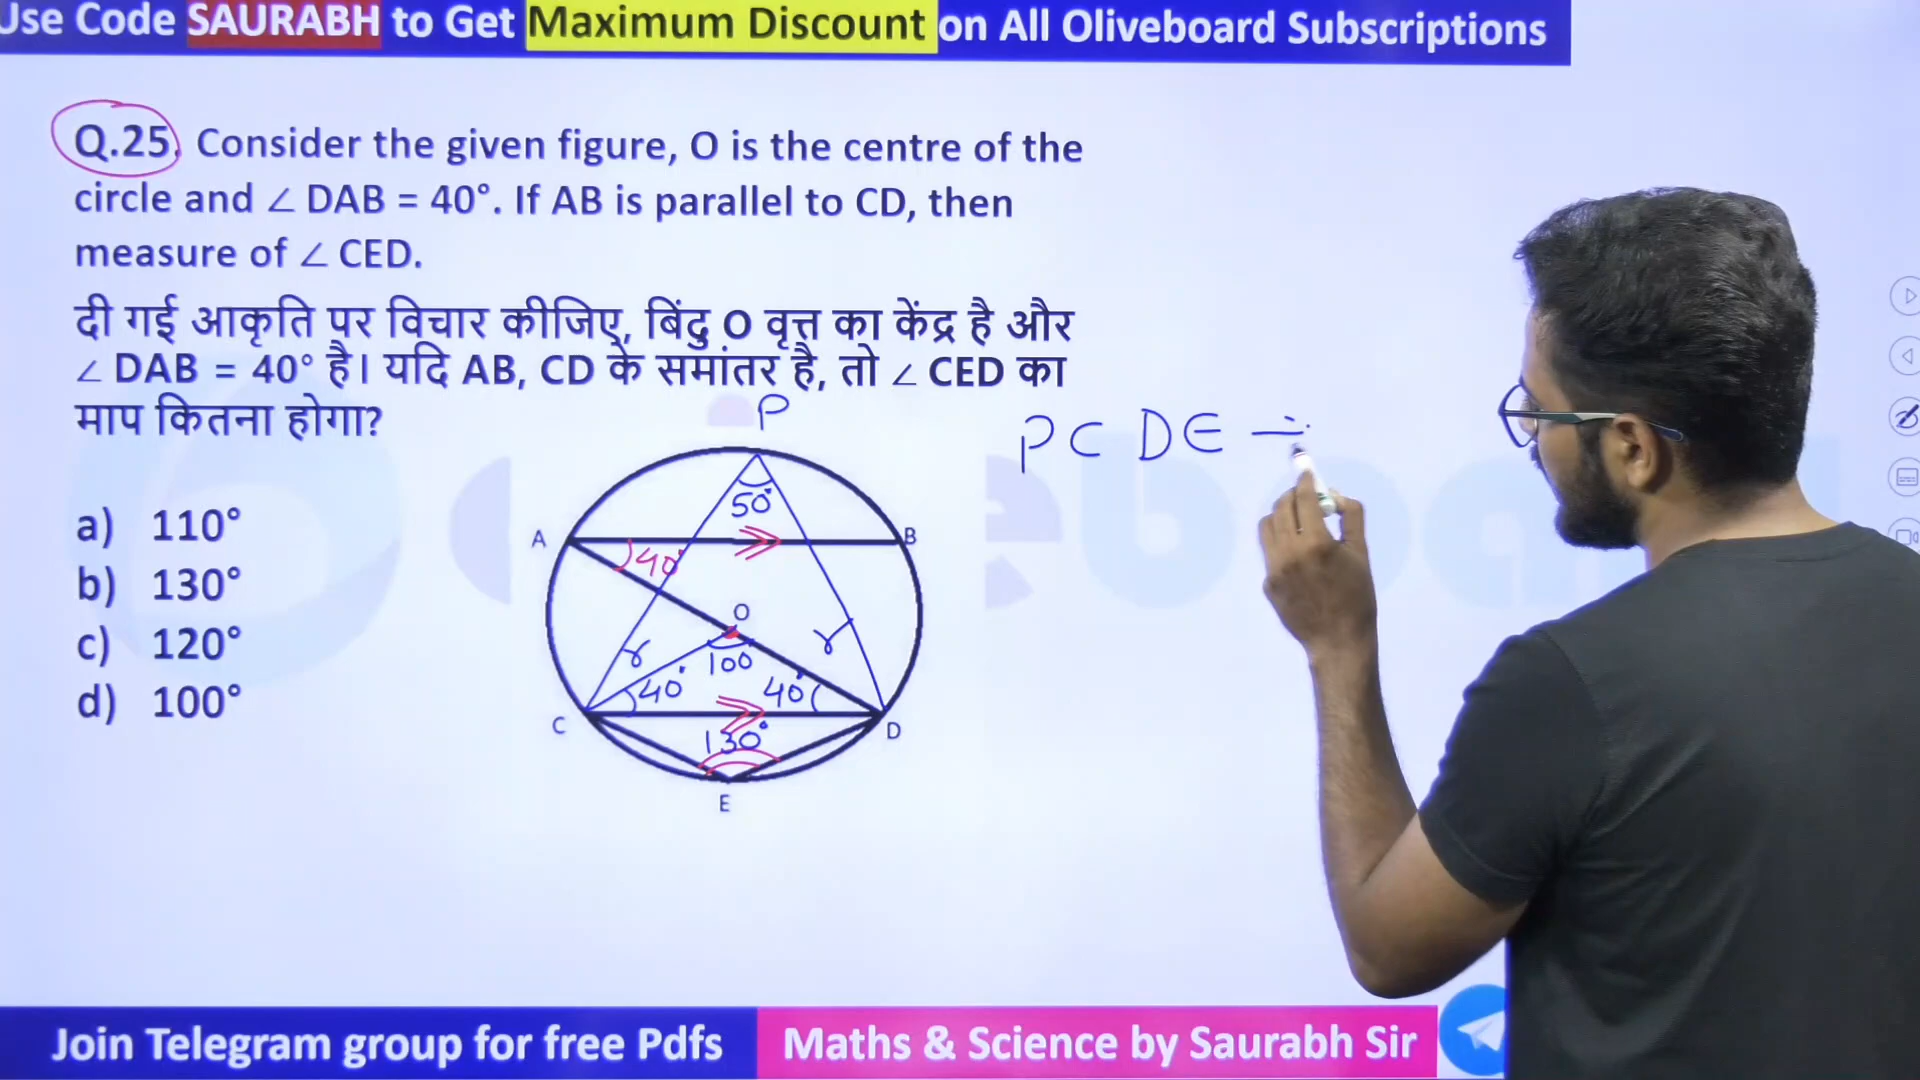 Use Code SAURABH to Get Maximum Discount on All Oliveboard Subscriptions
Q.25. Consider the given figure, O is the centre of the
circle and ∠ DAB = 40°. If AB is parallel to CD, then
measure of ∠ CED.
दी गई आकृति पर विचार कीजिए, बिंदु O वृत्त का केंद्र है और
∠ DAB = 40° है। यदि AB, CD के समांतर है, तो ∠ CED का
माप कितना होगा?
a) 110°
b) 130°
c) 120°
d) 100°
P
50°
A
B
40°
O
r
r
100
40°
40°
C
D
130°
E
PCDE ÷
Join Telegram group for free Pdfs
Maths & Science by Saurabh Sir